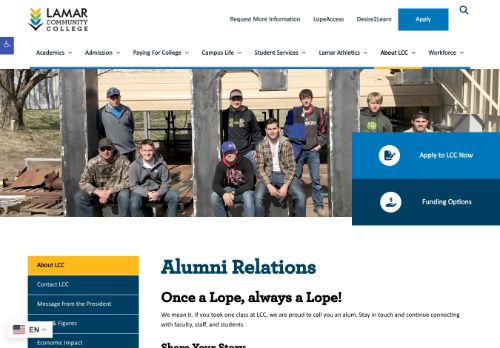 LAMAR
COMMUNITY
COLLEGE
Request More Information
LopeAccess
Desire2Learn
Apply
Academics
Admission
Paying For College
Campus Life
Student Services
Lamar Athletics
About LCC
Workforce
Apply to LCC Now
Funding Options
About LCC
Contact LCC
Message from the President
& Figures
Economic Impact
EN
Alumni Relations
Once a Lope, always a Lope!
We mean it. If you took one class at LCC, we are proud to call you an alum. Stay in touch and continue connecting
with faculty, staff, and students.
Share Your Story